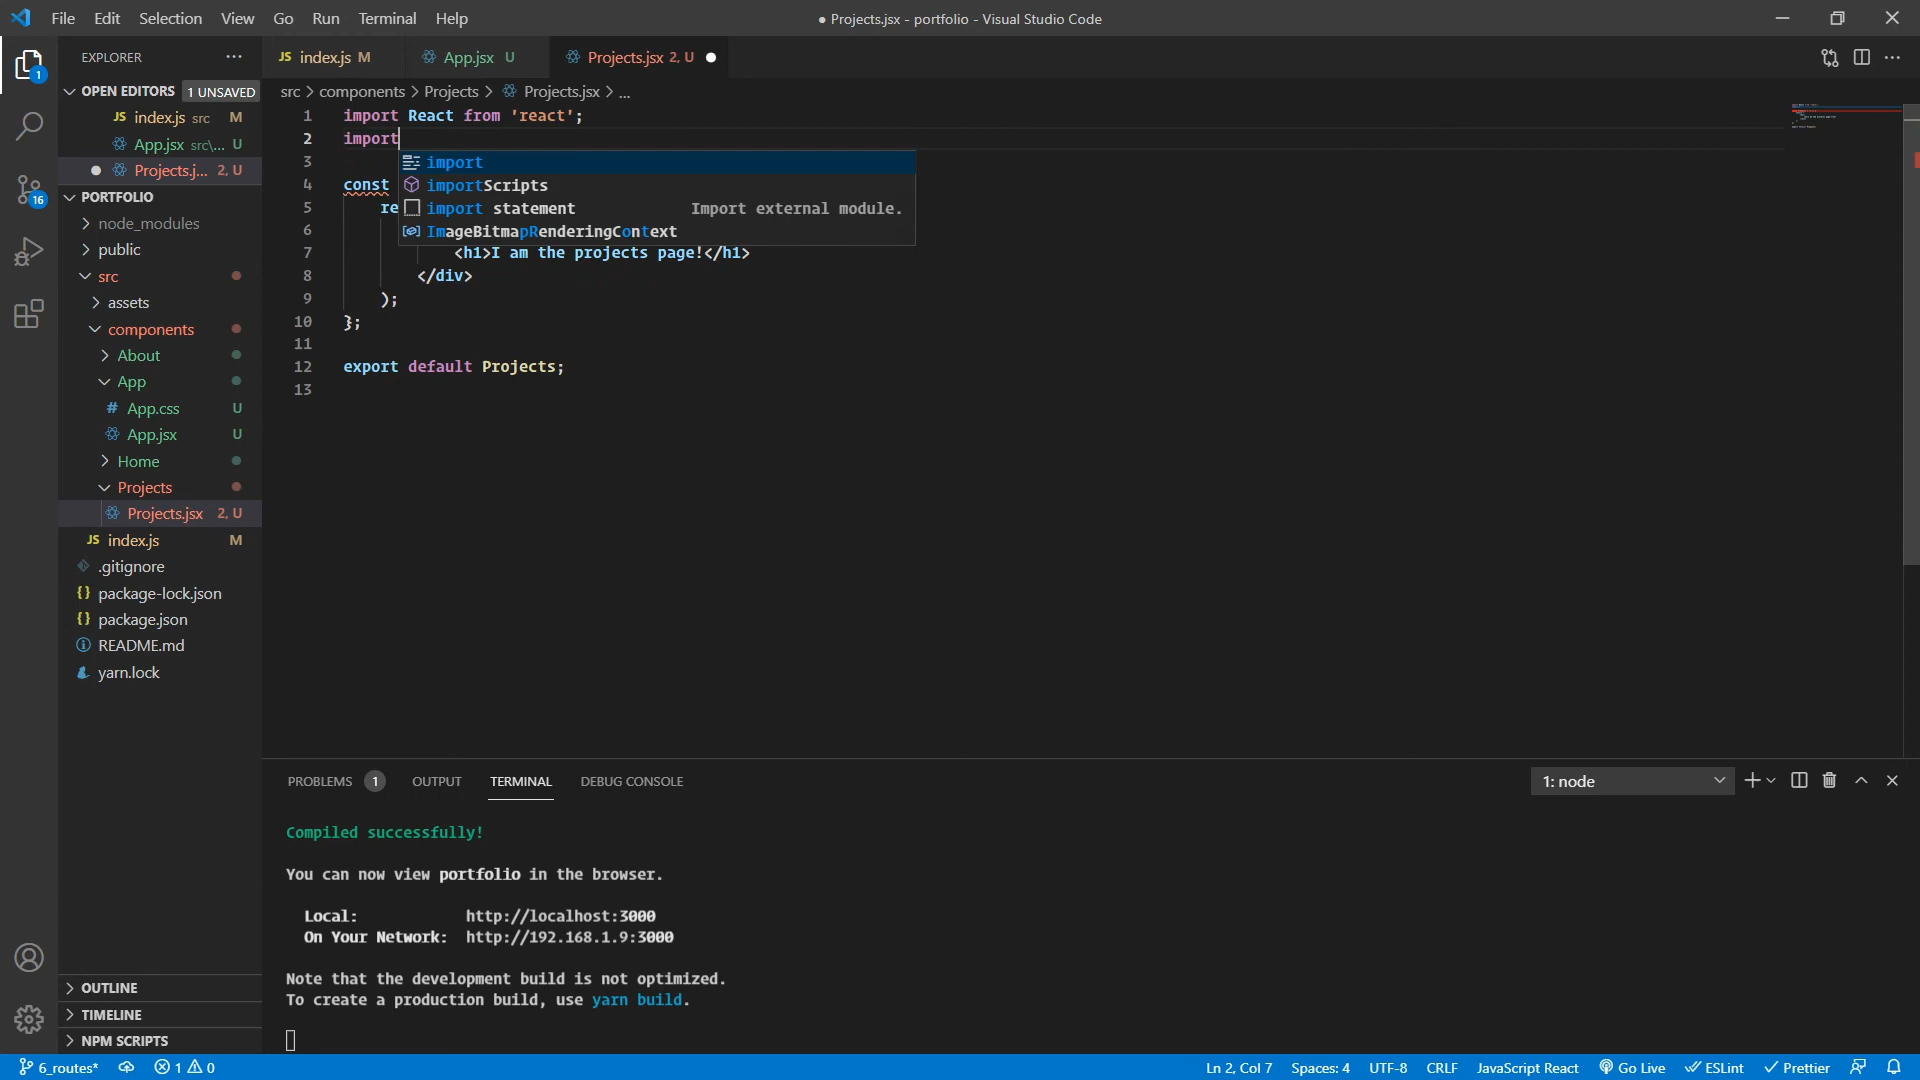 File Edit Selection View Go Run Terminal Help
● Projects.jsx - portfolio - Visual Studio Code
EXPLORER
JS index.js M
App.jsx U
Projects.jsx 2, U
OPEN EDITORS 1 UNSAVED
src > components > Projects > Projects.jsx > ...
JS index.js src M
App.jsx src\... U
Projects.j... 2, U
PORTFOLIO
node_modules
public
src
assets
components
About
App
# App.css U
App.jsx U
Home
Projects
Projects.jsx 2, U
JS index.js M
.gitignore
{} package-lock.json
{} package.json
README.md
yarn.lock
OUTLINE
TIMELINE
NPM SCRIPTS
1 import React from 'react';
2 import
3
4 const
5 re
6
7 <h1>I am the projects page!</h1>
8 </div>
9 );
10 };
11
12 export default Projects;
13
import
importScripts
import statement Import external module.
ImageBitmapRenderingContext
PROBLEMS 1 OUTPUT TERMINAL DEBUG CONSOLE
1: node
Compiled successfully!
You can now view portfolio in the browser.
Local: http://localhost:3000
On Your Network: http://192.168.1.9:3000
Note that the development build is not optimized.
To create a production build, use yarn build.
1
16
6_routes* 1 0
Ln 2, Col 7 Spaces: 4 UTF-8 CRLF JavaScript React Go Live ESLint Prettier